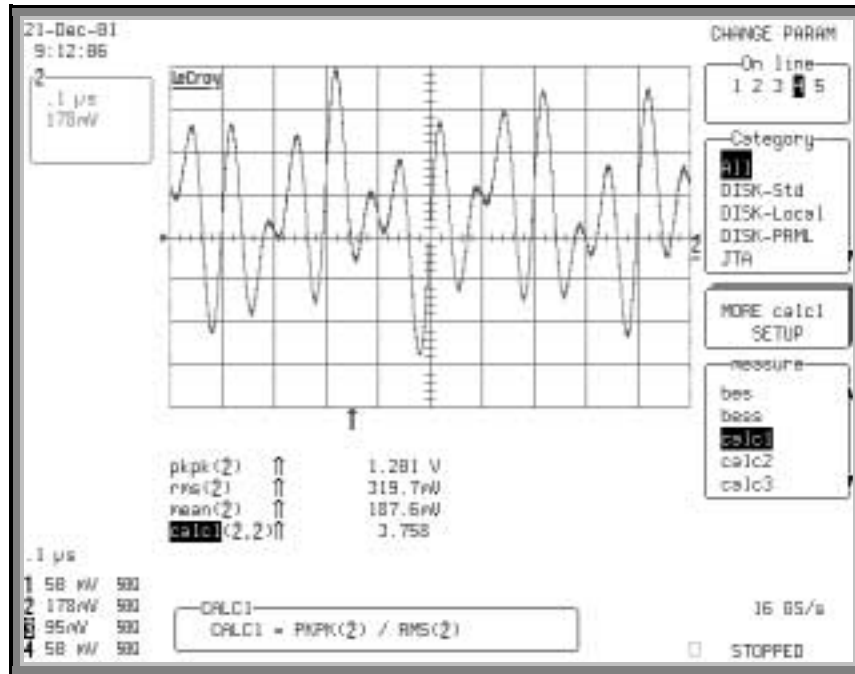 21-Dec-81
9:12:86
CHANGE PARAM
On line
1 2 3 4 5
2
.1 µs
178mV
LeCroy
Category
All
DISK-Std
DISK-Local
DISK-PRML
JTA
MORE calc1
SETUP
measure
bes
bess
calc1
calc2
calc3
pkpk(2) ⇑ 1.281 V
rms(2) ⇑ 319.7mV
mean(2) ⇑ 187.6mV
calc1(2,2)⇑ 3.758
.1 µs
1 58 mV 50Ω
2 178mV 50Ω
3 95mV 50Ω
4 58 mV 50Ω
CALC1
CALC1 = PKPK(2) / RMS(2)
16 GS/s
STOPPED